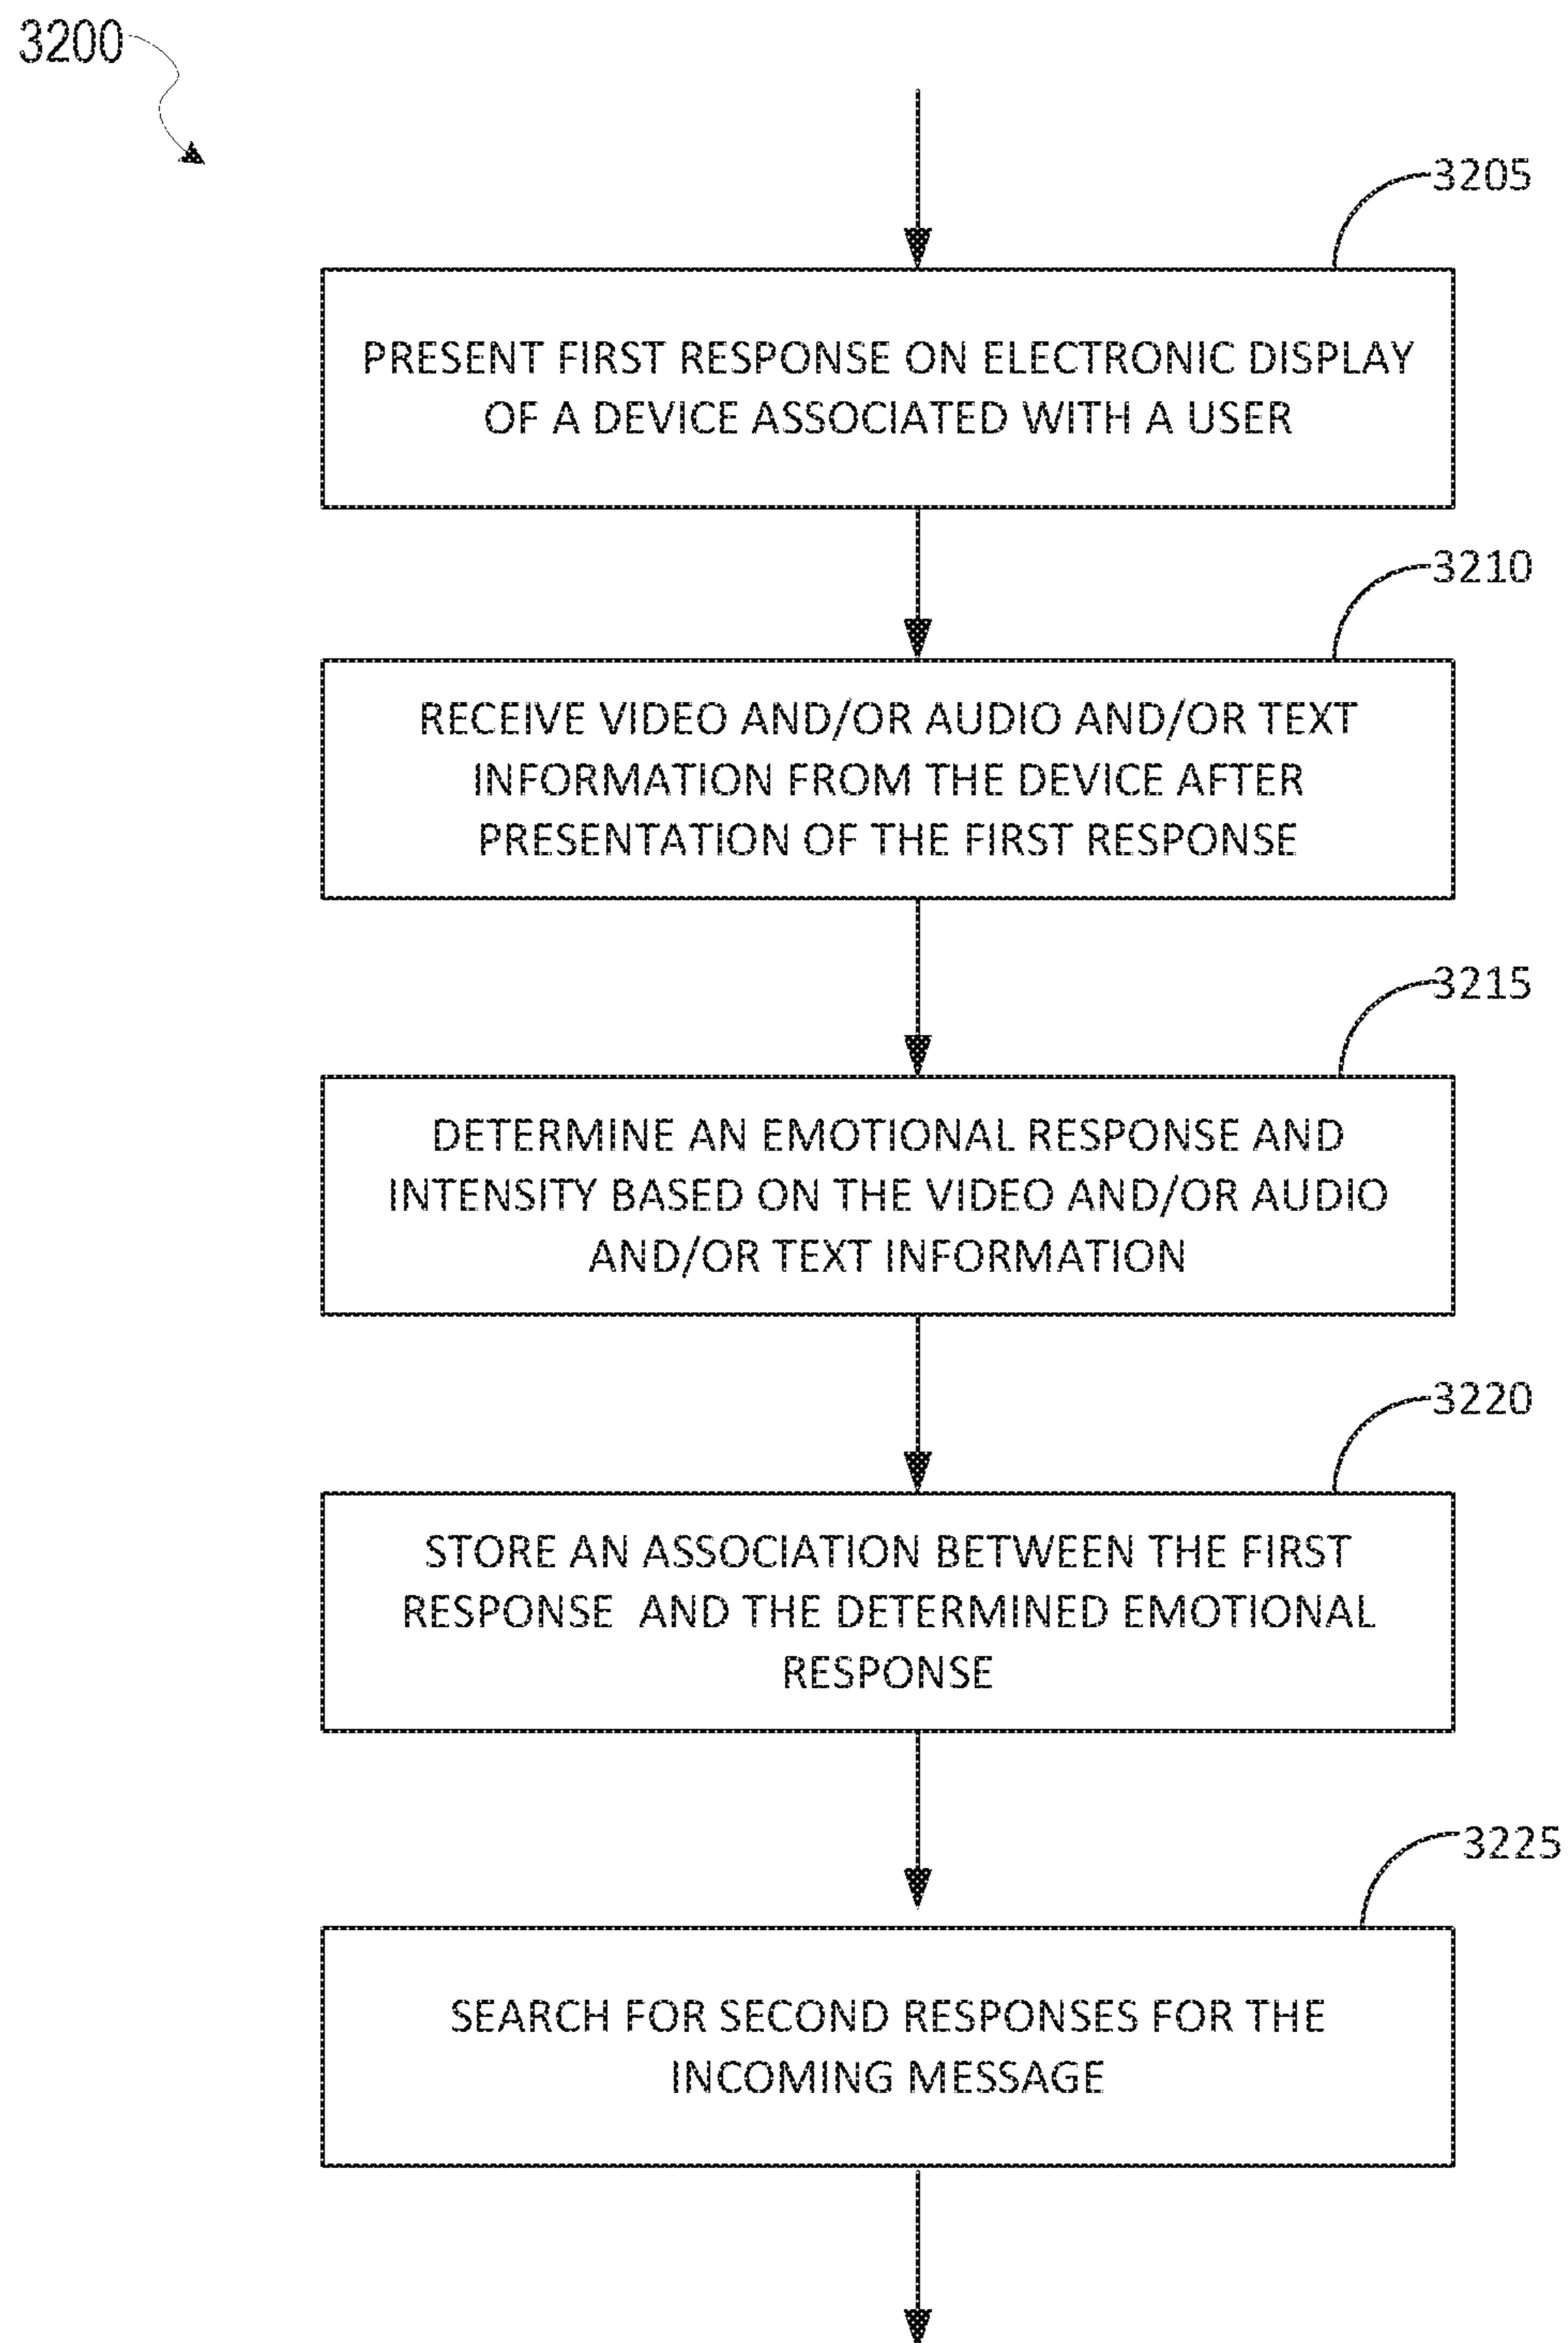 3200
3205
PRESENT FIRST RESPONSE ON ELECTRONIC DISPLAY
OF A DEVICE ASSOCIATED WITH A USER
3210
RECEIVE VIDEO AND/OR AUDIO AND/OR TEXT
INFORMATION FROM THE DEVICE AFTER
PRESENTATION OF THE FIRST RESPONSE
3215
DETERMINE AN EMOTIONAL RESPONSE AND
INTENSITY BASED ON THE VIDEO AND/OR AUDIO
AND/OR TEXT INFORMATION
3220
STORE AN ASSOCIATION BETWEEN THE FIRST
RESPONSE  AND THE DETERMINED EMOTIONAL
RESPONSE
3225
SEARCH FOR SECOND RESPONSES FOR THE
INCOMING MESSAGE